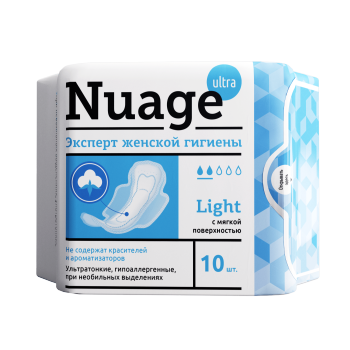 ultra
Nuage
Эксперт женской гигиены
Light
с мягкой
поверхностью
Не содержат красителей
и ароматизаторов
Ультратонкие, гипоаллергенные,
при необильных выделениях
10 шт.
Открывать